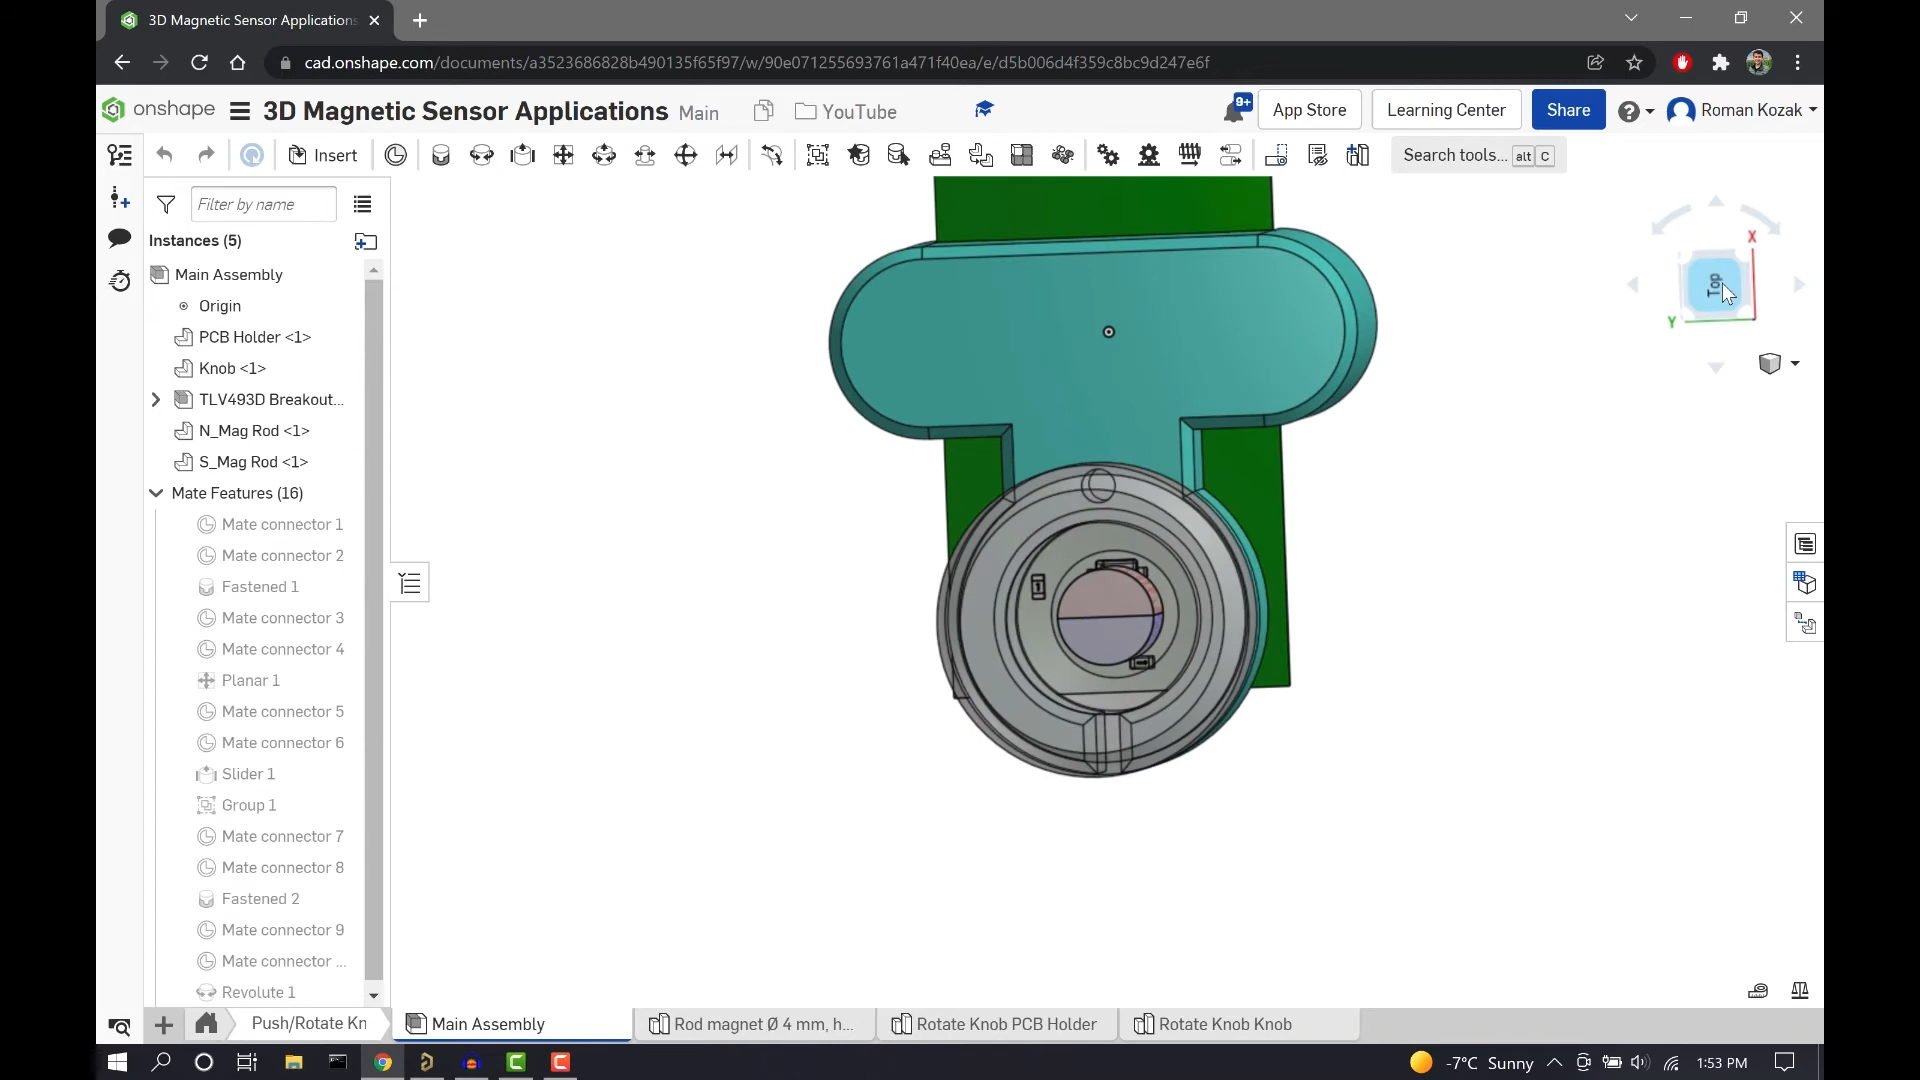 3D Magnetic Sensor Applications
cad.onshape.com/documents/a3523686828b490135f65f97/w/90e071255693761a471f40ea/e/d5b006d4f359c8bc9d247e6f
onshape
3D Magnetic Sensor Applications Main
YouTube
9+
App Store
Learning Center
Share
Roman Kozak
Insert
Search tools... alt C
Filter by name
Instances (5)
Main Assembly
Origin
PCB Holder <1>
Knob <1>
TLV493D Breakout...
N_Mag Rod <1>
S_Mag Rod <1>
Mate Features (16)
Mate connector 1
Mate connector 2
Fastened 1
Mate connector 3
Mate connector 4
Planar 1
Mate connector 5
Mate connector 6
Slider 1
Group 1
Mate connector 7
Mate connector 8
Fastened 2
Mate connector 9
Mate connector ...
Revolute 1
X
Top
Y
Push/Rotate Kn
Main Assembly
Rod magnet Ø 4 mm, h...
Rotate Knob PCB Holder
Rotate Knob Knob
-7°C Sunny
1:53 PM